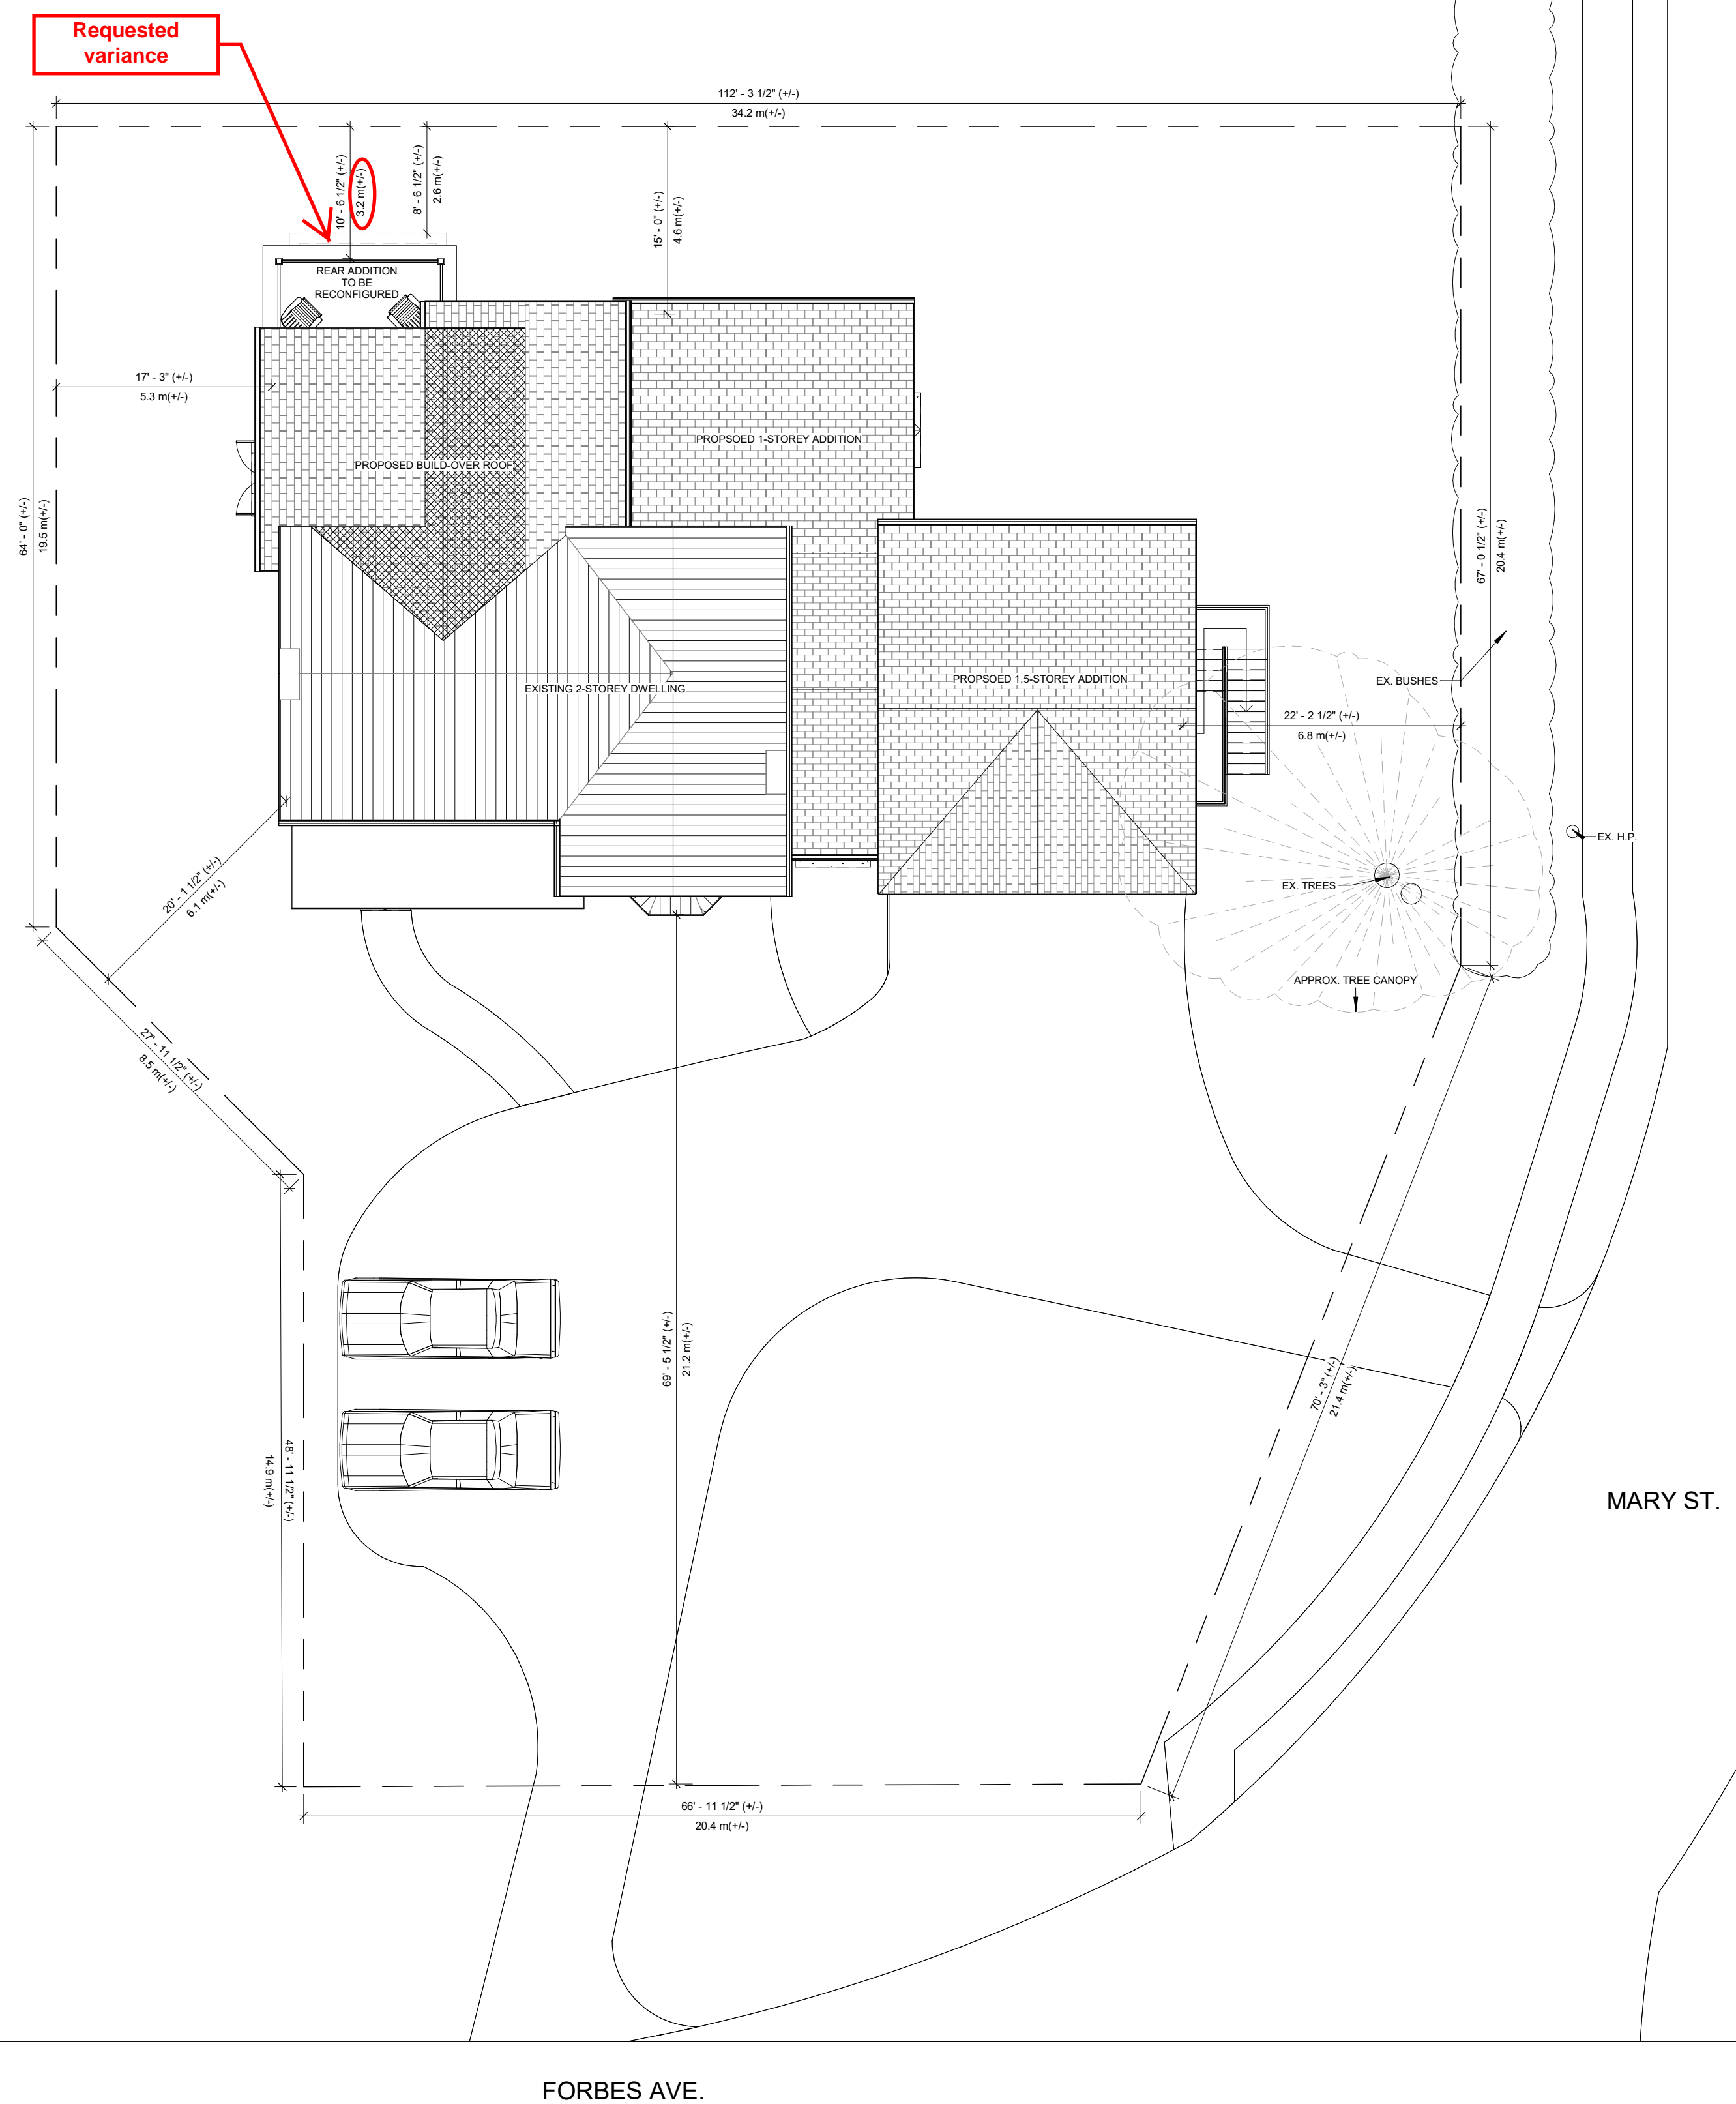 Requested
variance
112' - 3 1/2" (+/-)
34.2 m(+/-)
10' - 6 1/2" (+/-)
3.2 m(+/-)
8' - 6 1/2" (+/-)
2.6 m(+/-)
15' - 0" (+/-)
4.6 m(+/-)
REAR ADDITION
TO BE
RECONFIGURED
17' - 3" (+/-)
5.3 m(+/-)
PROPSOED 1-STOREY ADDITION
PROPOSED BUILD-OVER ROOF
64' - 0" (+/-)
19.5 m(+/-)
67' - 0 1/2" (+/-)
20.4 m(+/-)
EXISTING 2-STOREY DWELLING
PROPSOED 1.5-STOREY ADDITION
EX. BUSHES
22' - 2 1/2" (+/-)
6.8 m(+/-)
EX. H.P.
EX. TREES
20' - 1 1/2" (+/-)
6.1 m(+/-)
APPROX. TREE CANOPY
27' - 11 1/2" (+/-)
8.5 m(+/-)
69' - 5 1/2" (+/-)
21.2 m(+/-)
70' - 3" (+/-)
21.4 m(+/-)
48' - 11 1/2" (+/-)
14.9 m(+/-)
MARY ST.
66' - 11 1/2" (+/-)
20.4 m(+/-)
FORBES AVE.